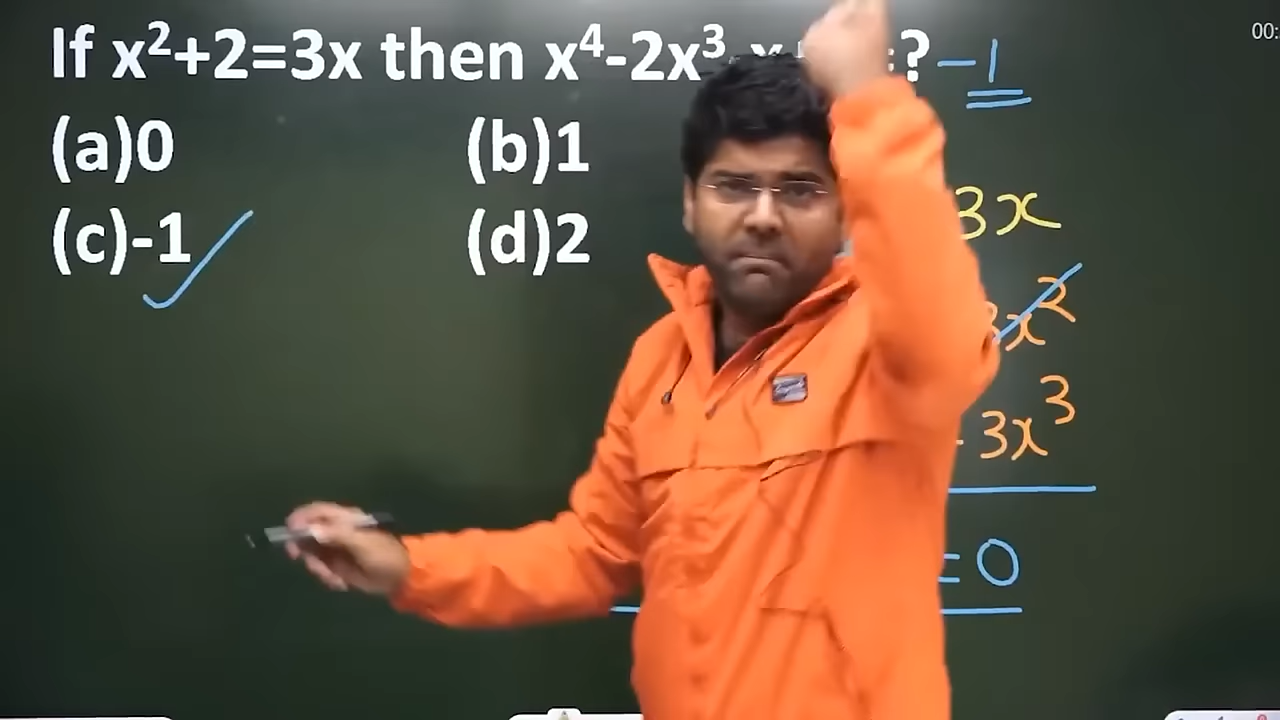 If x²+2=3x then x⁴-2x³-x =? -1
(a)0 (b)1
(c)-1 (d)2
3x
3x²
- 3x³
= 0
00: